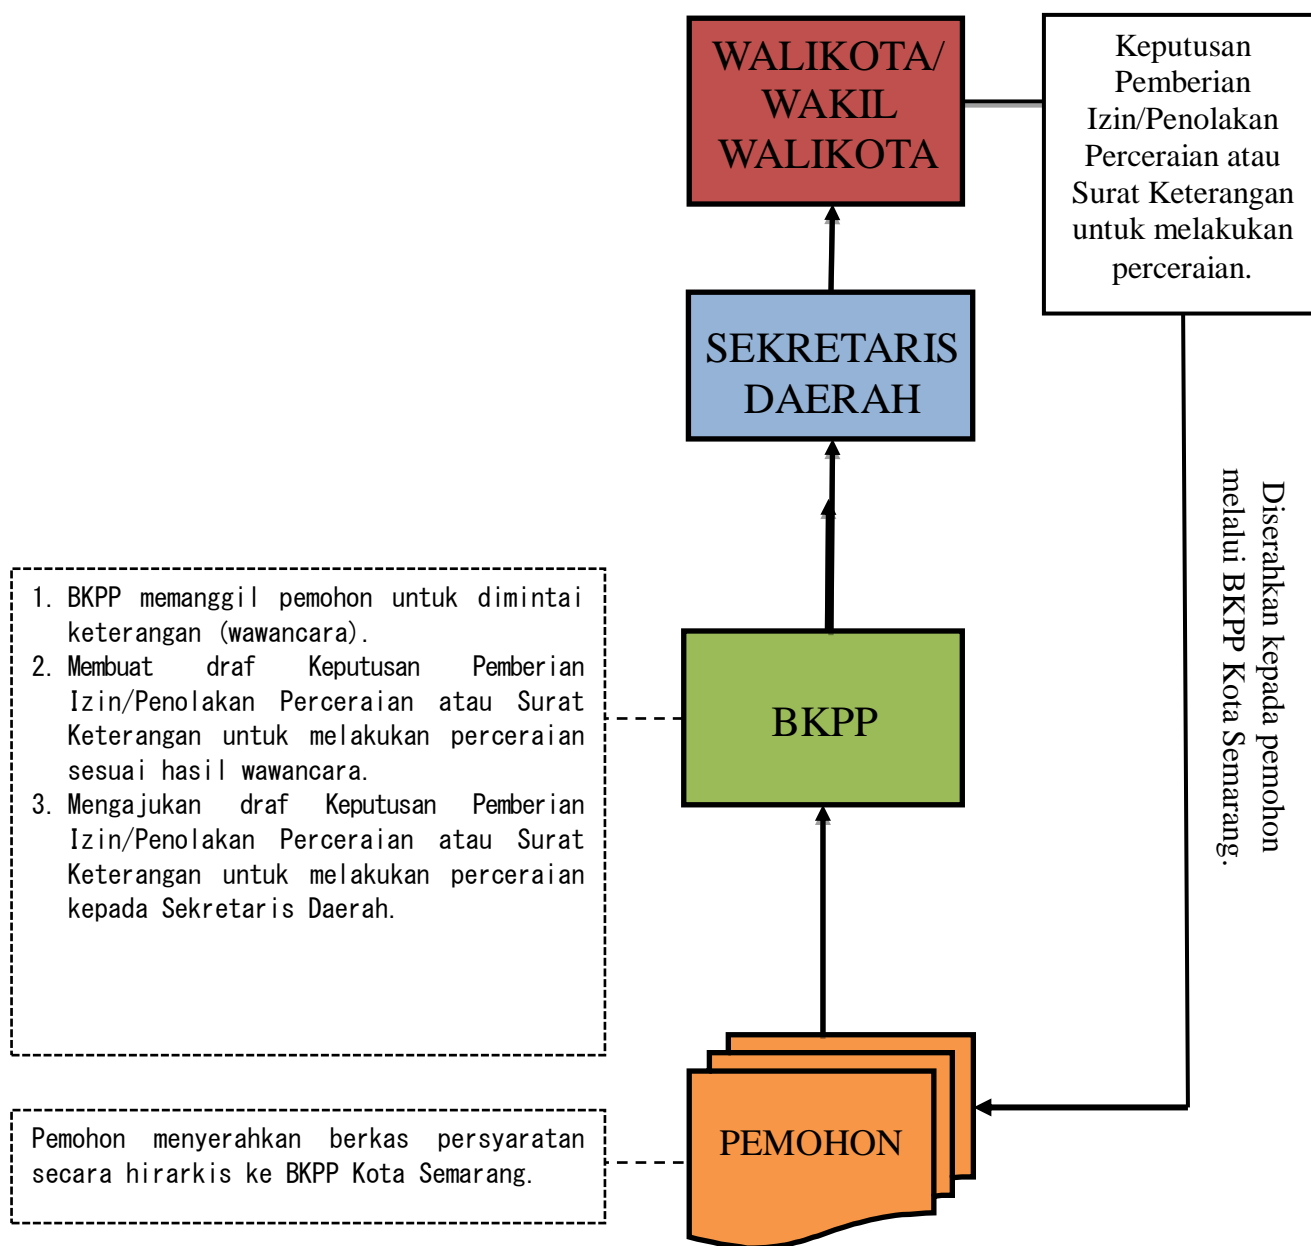 WALIKOTA/
WAKIL
WALIKOTA
Keputusan
Pemberian
Izin/Penolakan
Perceraian atau
Surat Keterangan
untuk melakukan
perceraian.
SEKRETARIS
DAERAH
Diserahkan kepada pemohon
melalui BKPP Kota Semarang.
1. BKPP memanggil pemohon untuk dimintai
keterangan (wawancara).
2. Membuat draf Keputusan Pemberian
Izin/Penolakan Perceraian atau Surat
Keterangan untuk melakukan perceraian
sesuai hasil wawancara.
3. Mengajukan draf Keputusan Pemberian
Izin/Penolakan Perceraian atau Surat
Keterangan untuk melakukan perceraian
kepada Sekretaris Daerah.
BKPP
Pemohon menyerahkan berkas persyaratan
secara hirarkis ke BKPP Kota Semarang.
PEMOHON